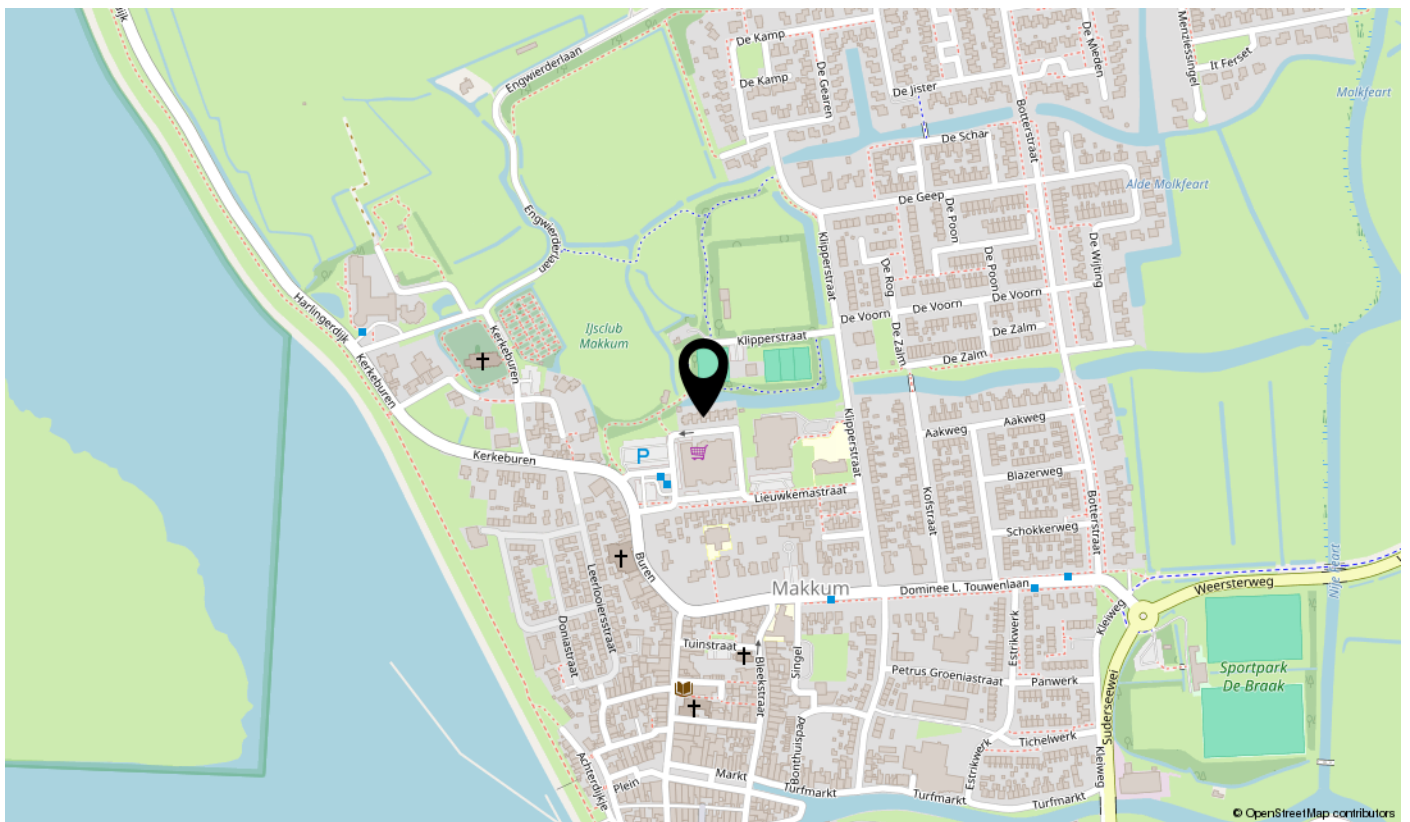 Harlingerdijk
Engwierderlaan
De Kamp
De Kamp
De Gearen
De Jister
De Mieden
Menzlessingel
It Ferset
Molkfeart
De Schar
Botterstraat
De Geep
De Poon
Alde Molkfeart
Engwierderlaan
Klipperstraat
De Rog
De Poon
De Wijting
De Voorn
De Voorn
Harlingerdijk
IJsclub
Makkum
Klipperstraat
De Zalm
De Zalm
De Zalm
Kerkeburen
Kerkeburen
Klipperstraat
Aakweg
Aakweg
Kerkeburen
P
Blazerweg
Lieuwkemastraat
Kofstraat
Botterstraat
Schokkerweg
Buren
Leerlooiersstraat
Makkum
Dominee L. Touwenlaan
Weersterweg
Nije Feart
Kleiweg
Doniastraat
Tuinstraat
Bleekstraat
Singel
Estrikwerk
Petrus Groeniastraat
Panwerk
Sportpark
De Braak
Suderseewei
Bonthuispad
Estrikwerk
Tichelwerk
Kleiweg
Achterdijkje
Plein
Markt
Turfmarkt
Turfmarkt
Turfmarkt
© OpenStreetMap contributors